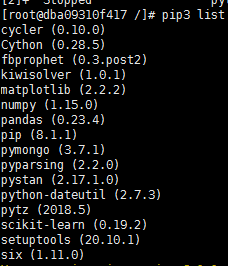 [root@dba09310f417 /]# pip3 list
cycler (0.10.0)
Cython (0.28.5)
fbprophet (0.3.post2)
kiwisolver (1.0.1)
matplotlib (2.2.2)
numpy (1.15.0)
pandas (0.23.4)
pip (8.1.1)
pymongo (3.7.1)
pyparsing (2.2.0)
pystan (2.17.1.0)
python-dateutil (2.7.3)
pytz (2018.5)
scikit-learn (0.19.2)
setuptools (20.10.1)
six (1.11.0)